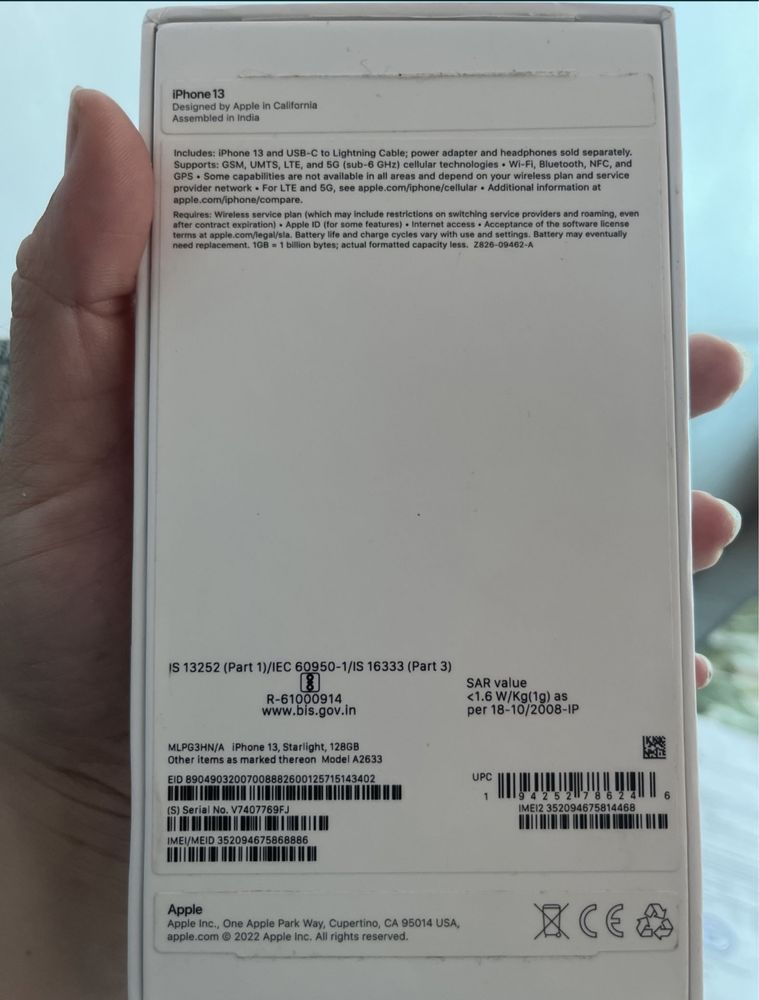 iPhone 13
Designed by Apple in California
Assembled in India
Includes: iPhone 13 and USB-C to Lightning Cable; power adapter and headphones sold separately.
Supports: GSM, UMTS, LTE, and 5G (sub-6 GHz) cellular technologies • Wi-Fi, Bluetooth, NFC, and
GPS • Some capabilities are not available in all areas and depend on your wireless plan and service
provider network • For LTE and 5G, see apple.com/iphone/cellular • Additional information at
apple.com/iphone/compare.
Requires: Wireless service plan (which may include restrictions on switching service providers and roaming, even
after contract expiration) • Apple ID (for some features) • Internet access • Acceptance of the software license
terms at apple.com/legal/sla. Battery life and charge cycles vary with use and settings. Battery may eventually
need replacement. 1GB = 1 billion bytes; actual formatted capacity less. Z826-09462-A
IS 13252 (Part 1)/IEC 60950-1/IS 16333 (Part 3)
R-61000914
www.bis.gov.in
SAR value
<1.6 W/Kg(1g) as
per 18-10/2008-IP
MLPG3HN/A iPhone 13, Starlight, 128GB
Other items as marked thereon Model A2633
EID 89049032007008882600125715143402
(S) Serial No. V7407769FJ
IMEI/MEID 352094675868886
UPC
1 94252 78624 6
IMEI2 352094675814468
Apple
Apple Inc., One Apple Park Way, Cupertino, CA 95014 USA,
apple.com © 2022 Apple Inc. All rights reserved.
CE